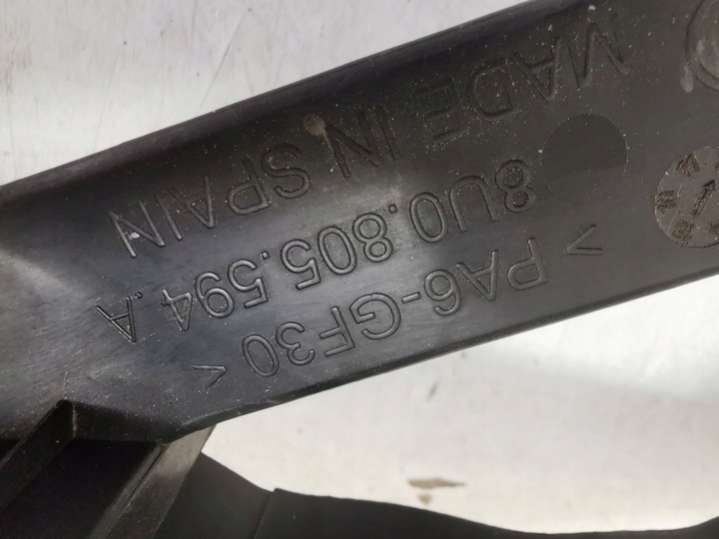 MADE IN SPAIN
8U0.805.594.A
>PA6-GF30<